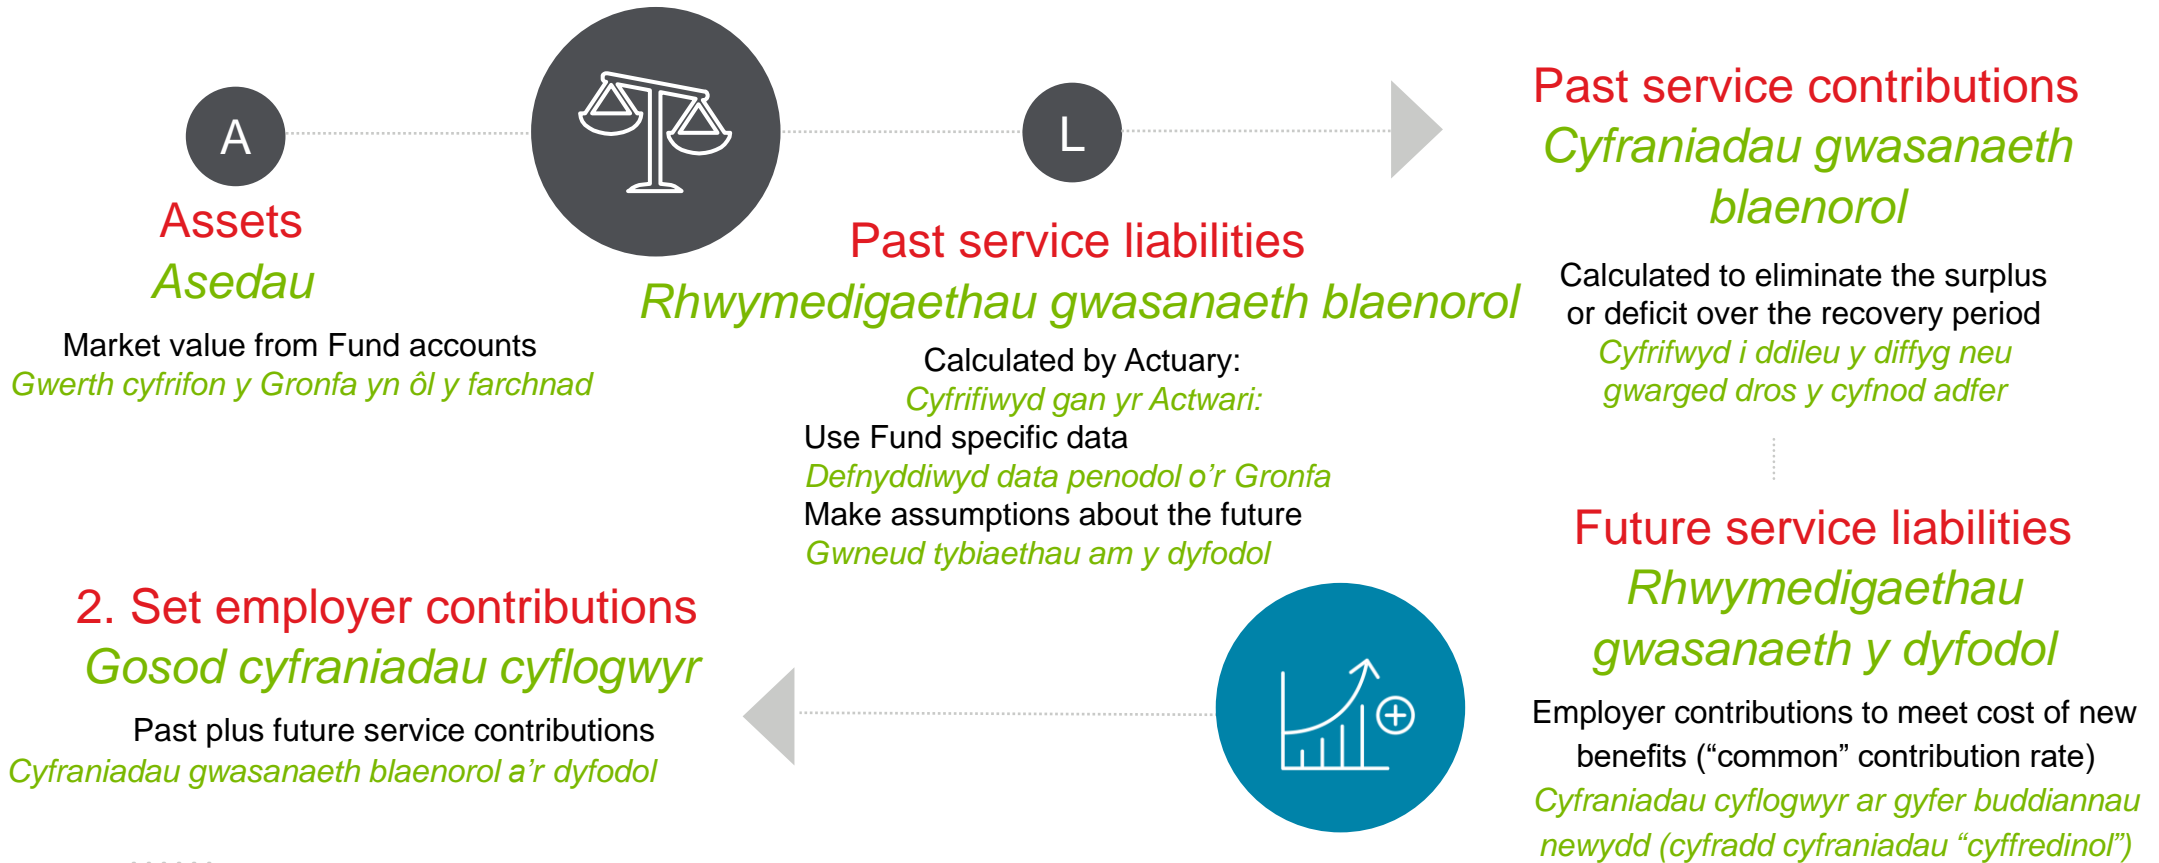 A
Assets
Asedau
Market value from Fund accounts
Gwerth cyfrifon y Gronfa yn ôl y farchnad
L
Past service liabilities
Rhwymedigaethau gwasanaeth blaenorol
Calculated by Actuary:
Cyfrifiwyd gan yr Actwari:
Use Fund specific data
Defnyddiwyd data penodol o’r Gronfa
Make assumptions about the future
Gwneud tybiaethau am y dyfodol
Past service contributions
Cyfraniadau gwasanaeth
blaenorol
Calculated to eliminate the surplus
or deficit over the recovery period
Cyfrifwyd i ddileu y diffyg neu
gwarged dros y cyfnod adfer
Future service liabilities
Rhwymedigaethau
gwasanaeth y dyfodol
Employer contributions to meet cost of new
benefits (“common” contribution rate)
Cyfraniadau cyflogwyr ar gyfer buddiannau
newydd (cyfradd cyfraniadau “cyffredinol”)
2. Set employer contributions
Gosod cyfraniadau cyflogwyr
Past plus future service contributions
Cyfraniadau gwasanaeth blaenorol a’r dyfodol